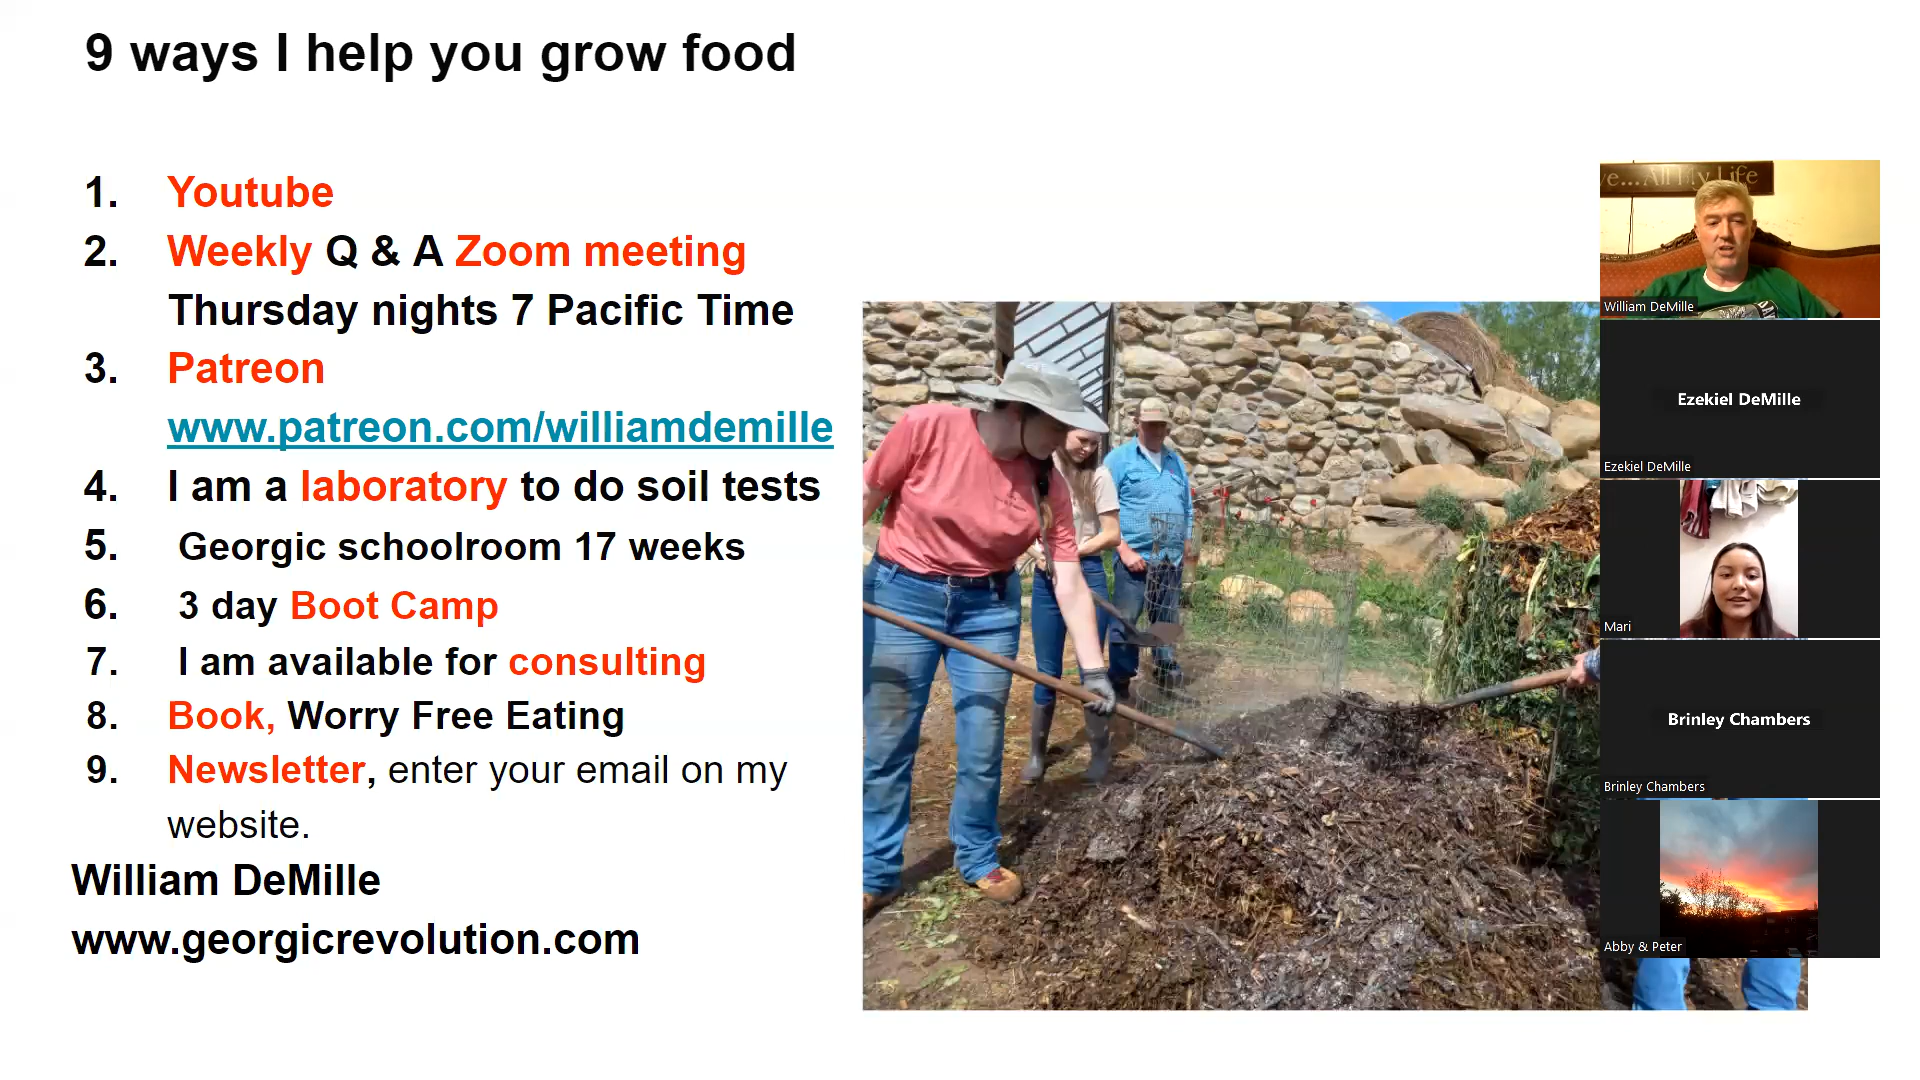 9 ways I help you grow food
1. Youtube
2. Weekly Q & A Zoom meeting
Thursday nights 7 Pacific Time
3. Patreon
www.patreon.com/williamdemille
4. I am a laboratory to do soil tests
5. Georgic schoolroom 17 weeks
6. 3 day Boot Camp
7. I am available for consulting
8. Book, Worry Free Eating
9. Newsletter, enter your email on my
website.
William DeMille
www.georgicrevolution.com
All My Life
William DeMille
Ezekiel DeMille
Ezekiel DeMille
Mari
Brinley Chambers
Brinley Chambers
Abby & Peter